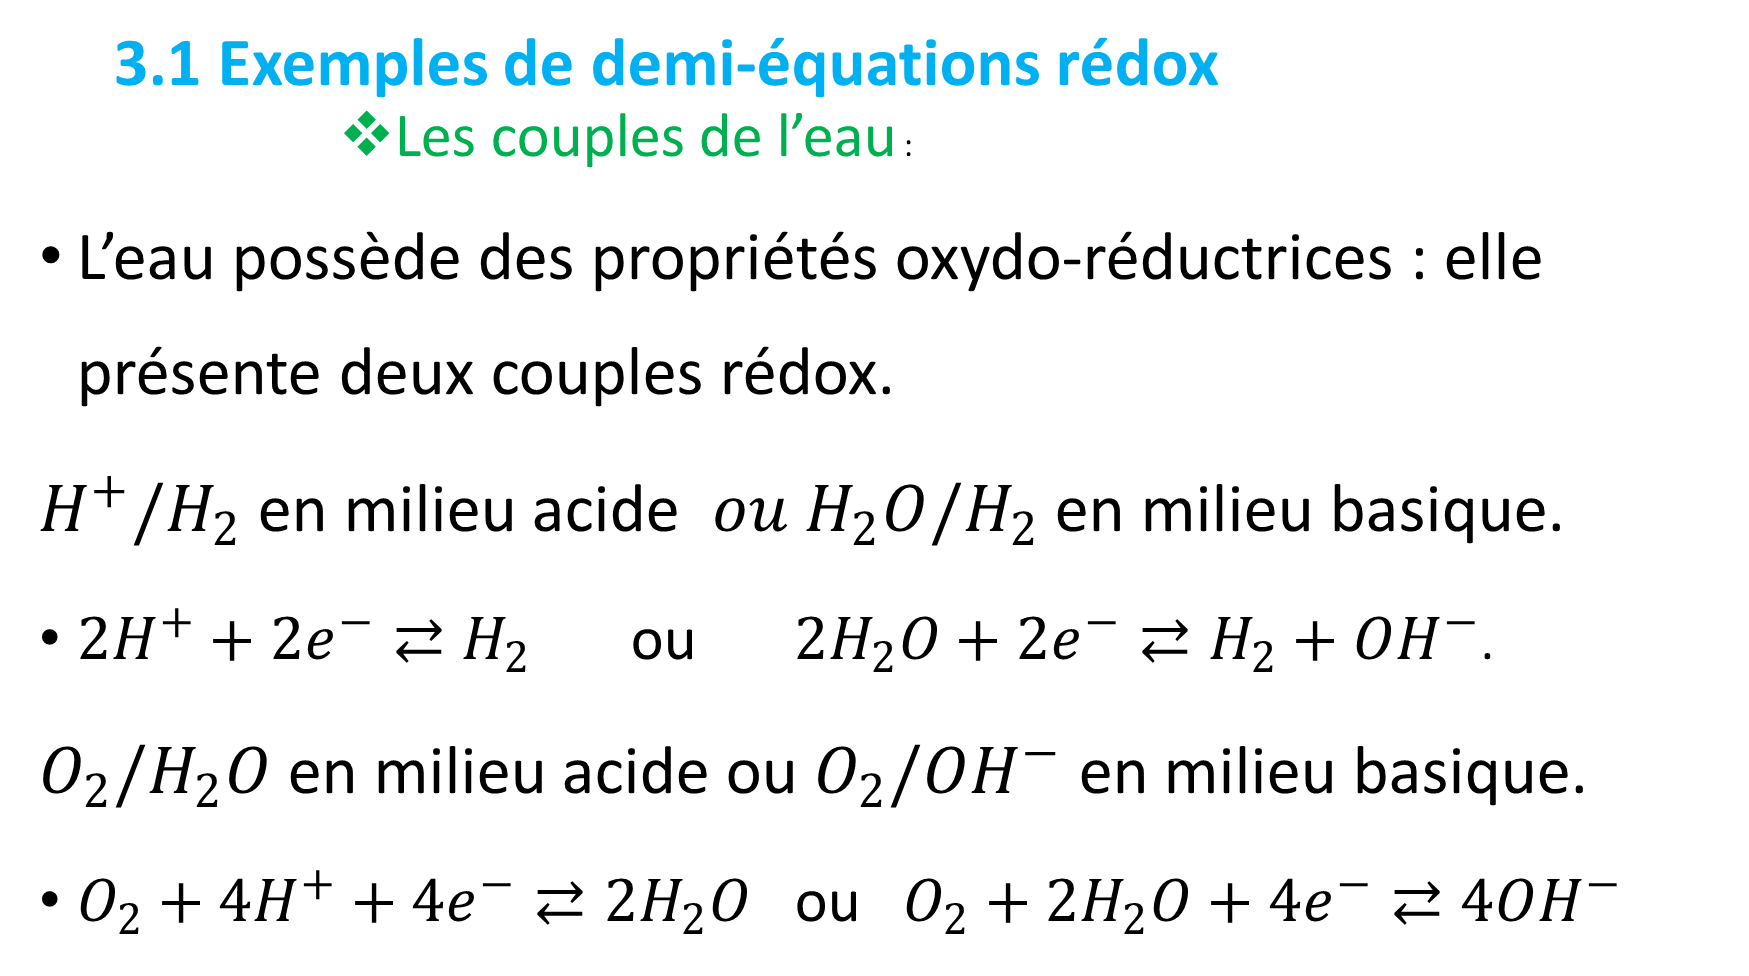 3.1 Exemples de demi-équations rédox
❖Les couples de l’eau :
• L’eau possède des propriétés oxydo-réductrices : elle
présente deux couples rédox.
H⁺/H₂ en milieu acide ou H₂O/H₂ en milieu basique.
• 2H⁺ + 2e⁻ ⇄ H₂ ou 2H₂O + 2e⁻ ⇄ H₂ + OH⁻.
O₂/H₂O en milieu acide ou O₂/OH⁻ en milieu basique.
• O₂ + 4H⁺ + 4e⁻ ⇄ 2H₂O ou O₂ + 2H₂O + 4e⁻ ⇄ 4OH⁻